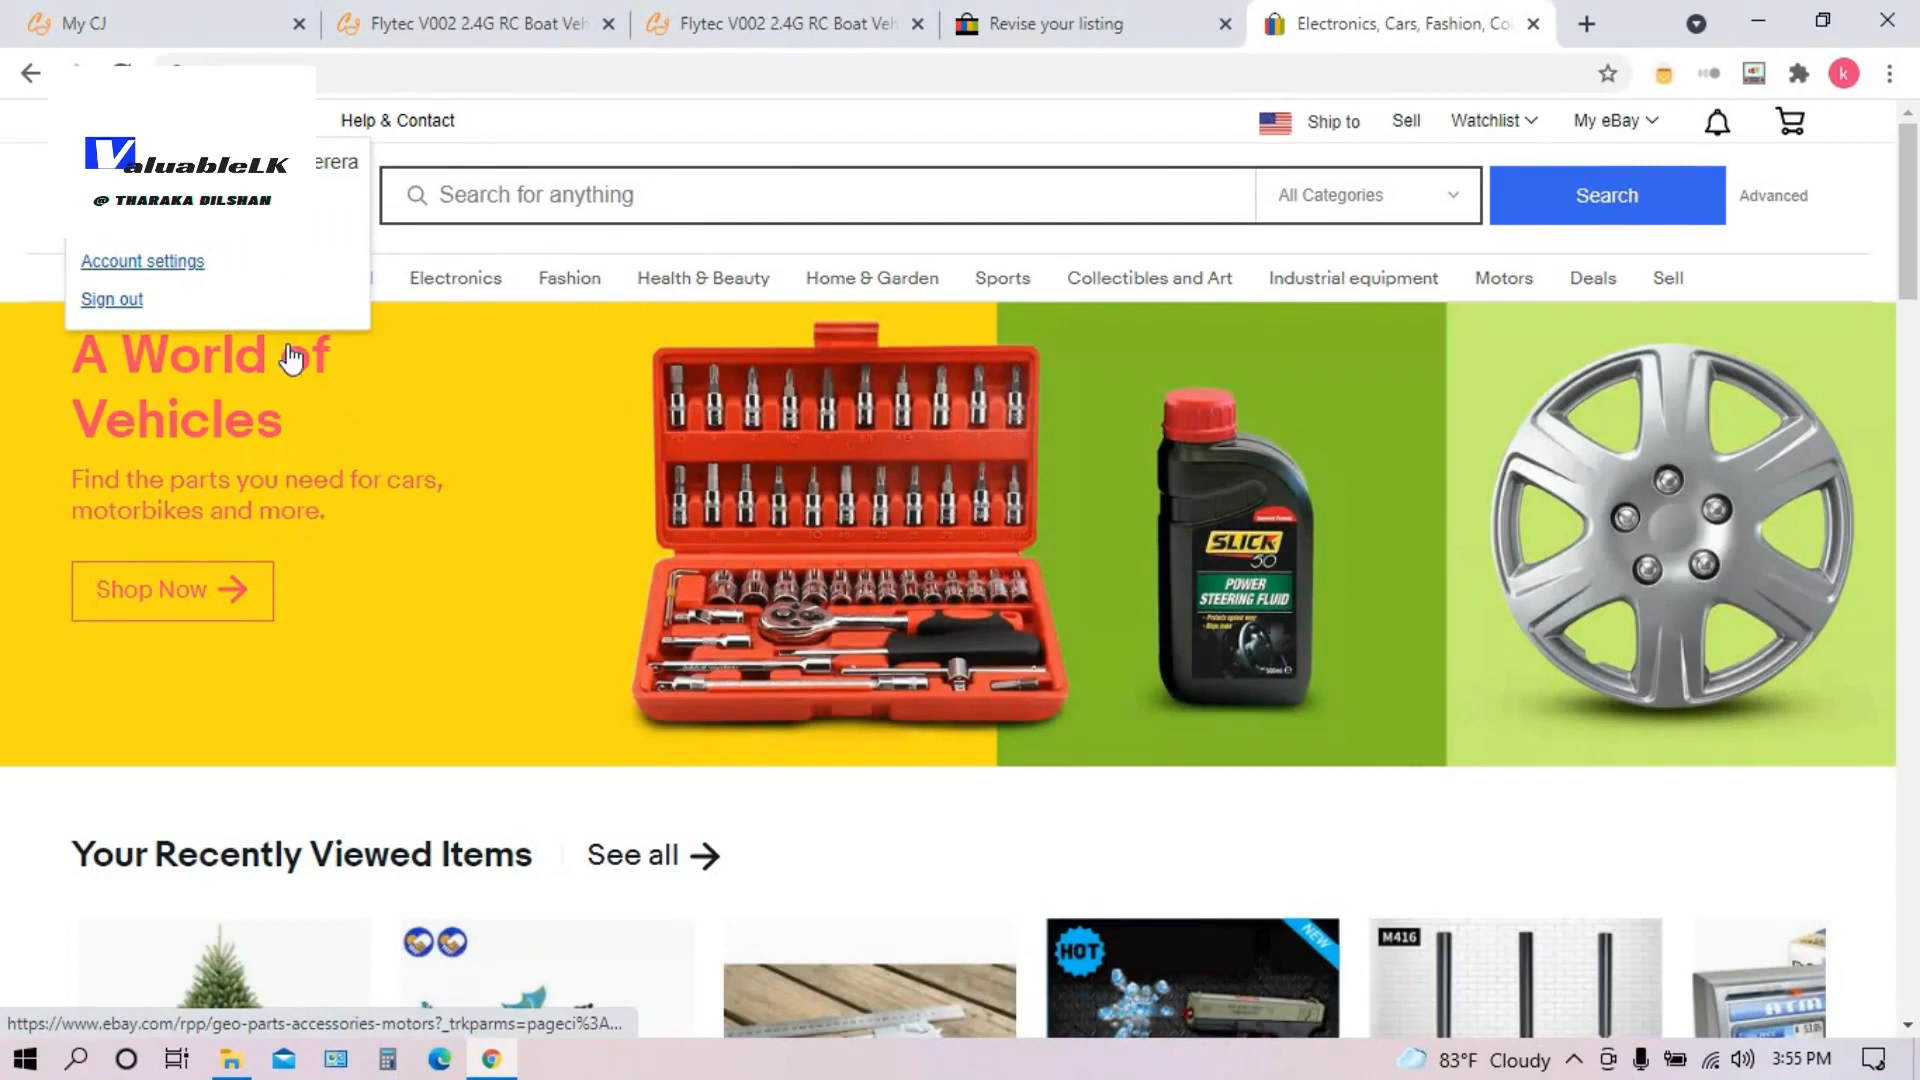 My CJ
Flytec V002 2.4G RC Boat Veh
Flytec V002 2.4G RC Boat Veh
Revise your listing
Electronics, Cars, Fashion, Co
k
Help & Contact
Ship to
Sell
Watchlist
My eBay
ValuableLK
@ THARAKA DILSHAN
erera
Search for anything
All Categories
Search
Advanced
Account settings
Sign out
Electronics
Fashion
Health & Beauty
Home & Garden
Sports
Collectibles and Art
Industrial equipment
Motors
Deals
Sell
A World of
Vehicles
Find the parts you need for cars,
motorbikes and more.
Shop Now
SLICK
50
POWER
STEERING FLUID
500ml
Your Recently Viewed Items
See all
HOT
NEW
M416
ATM
https://www.ebay.com/rpp/geo-parts-accessories-motors?_trkparms=pageci%3A...
83°F Cloudy
3:55 PM